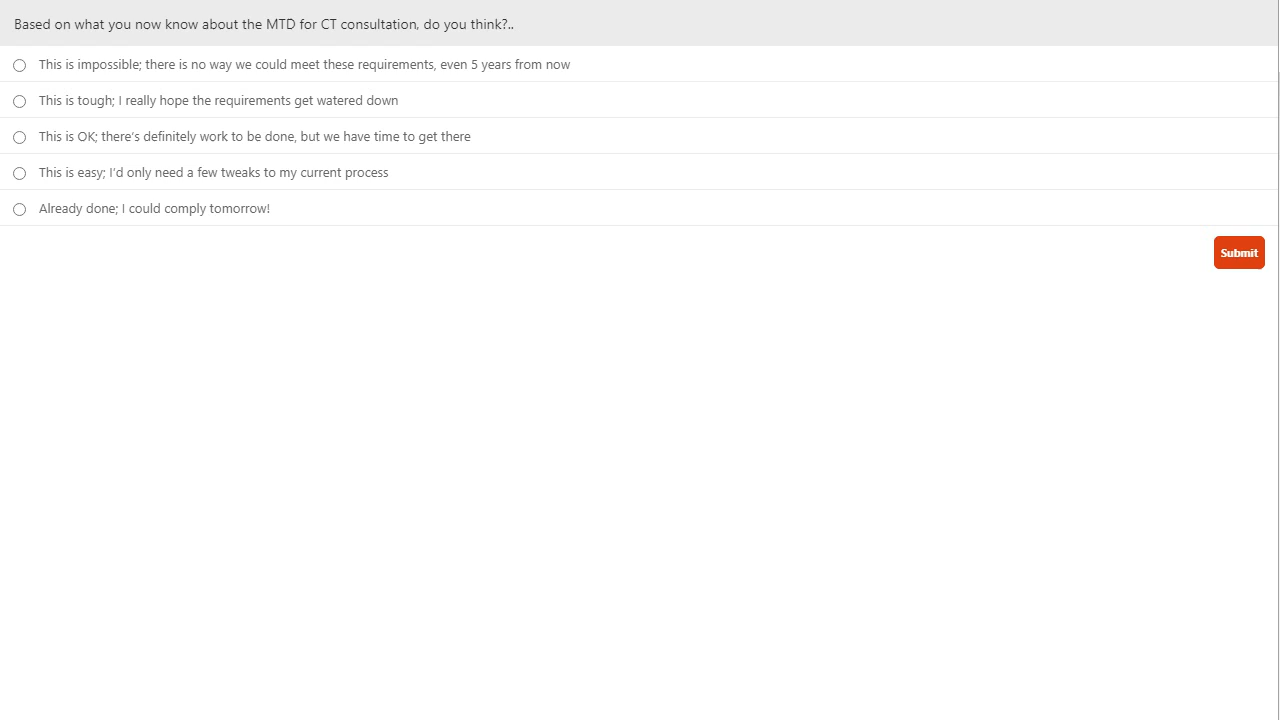 Based on what you now know about the MTD for CT consultation, do you think?..
This is impossible; there is no way we could meet these requirements, even 5 years from now
This is tough; I really hope the requirements get watered down
This is OK; there's definitely work to be done, but we have time to get there
This is easy; I'd only need a few tweaks to my current process
Already done; I could comply tomorrow!
Submit